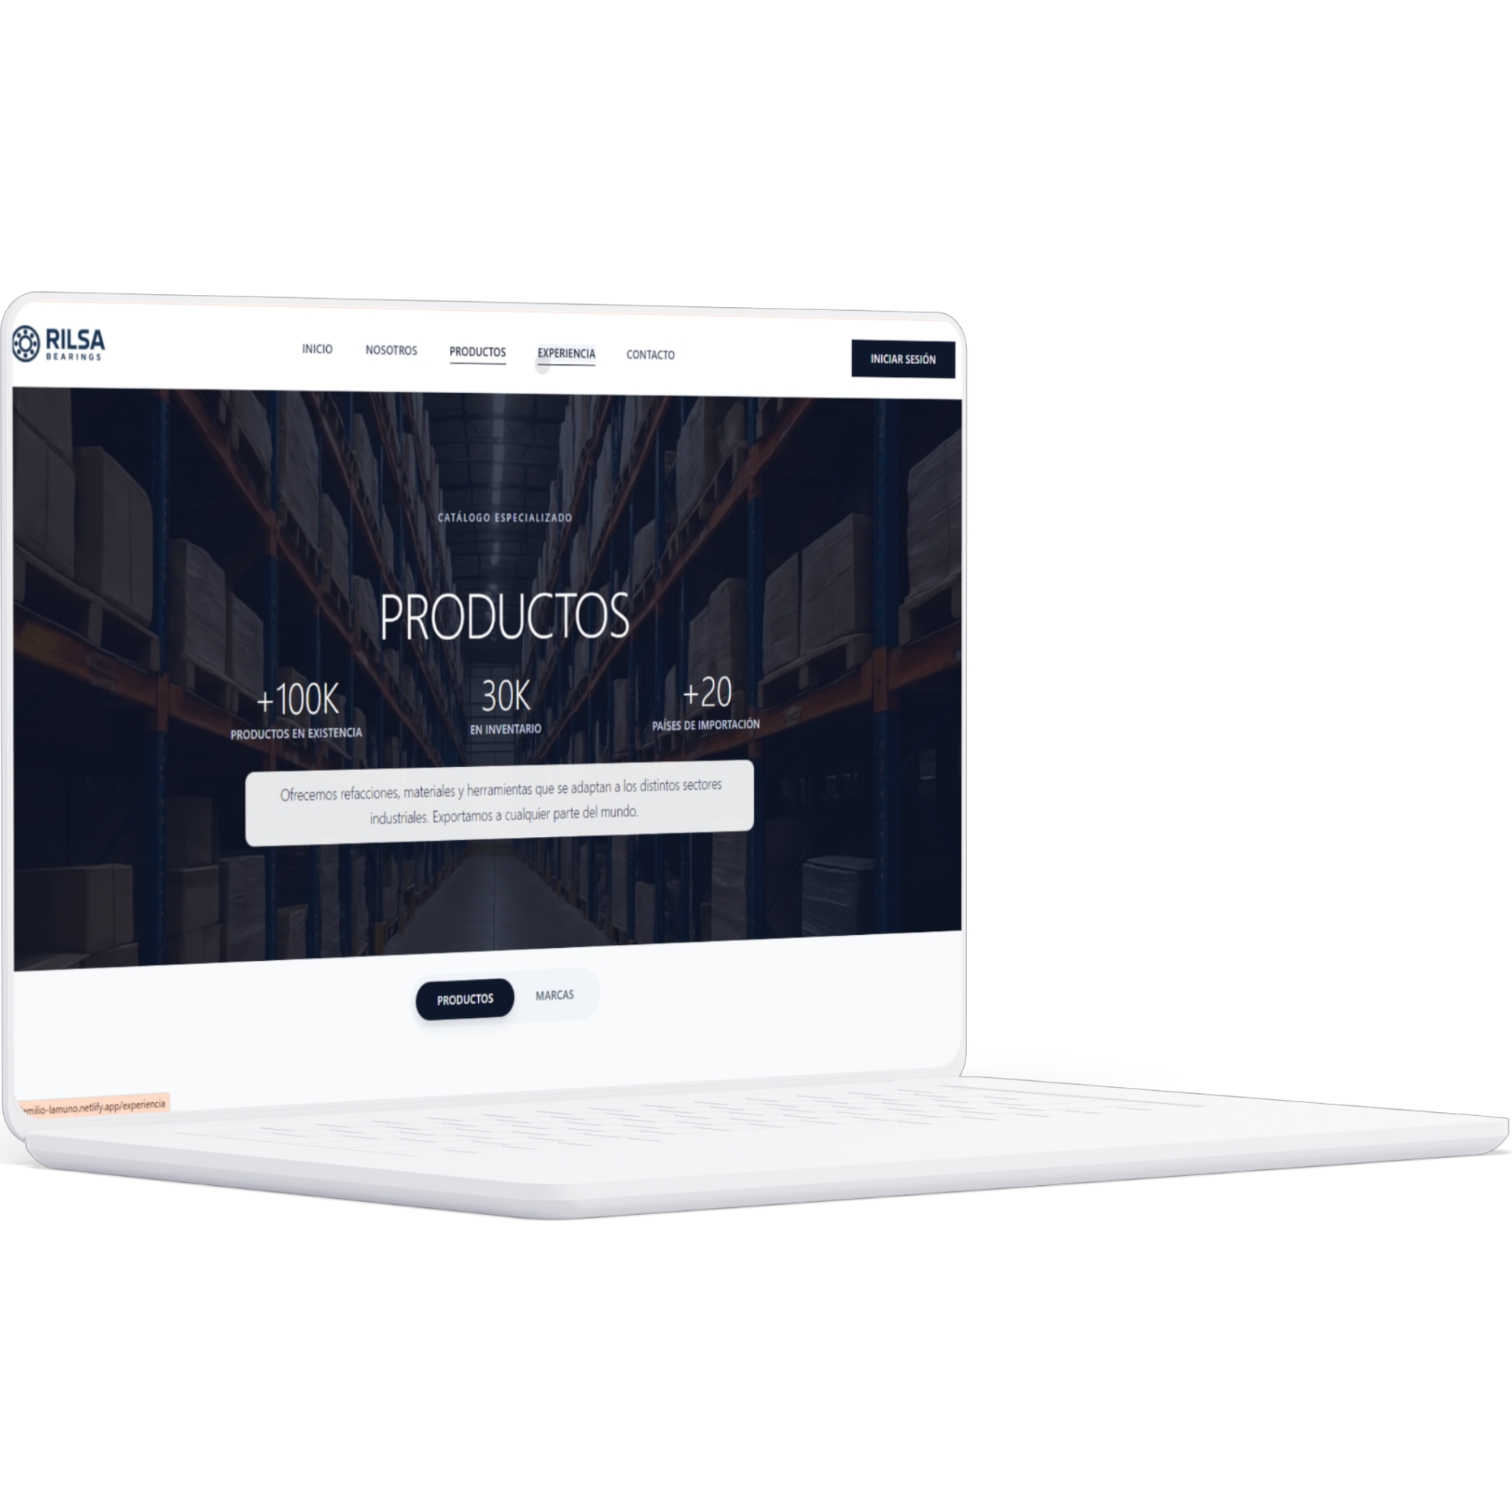 RILSA
BEARINGS
INICIO
NOSOTROS
PRODUCTOS
EXPERIENCIA
CONTACTO
INICIAR SESIÓN
CATÁLOGO ESPECIALIZADO
PRODUCTOS
+100K
PRODUCTOS EN EXISTENCIA
30K
EN INVENTARIO
+20
PAÍSES DE IMPORTACIÓN
Ofrecemos refacciones, materiales y herramientas que se adaptan a los distintos sectores
industriales. Exportamos a cualquier parte del mundo.
PRODUCTOS
MARCAS
emilio-lamuno.netlify.app/experiencia